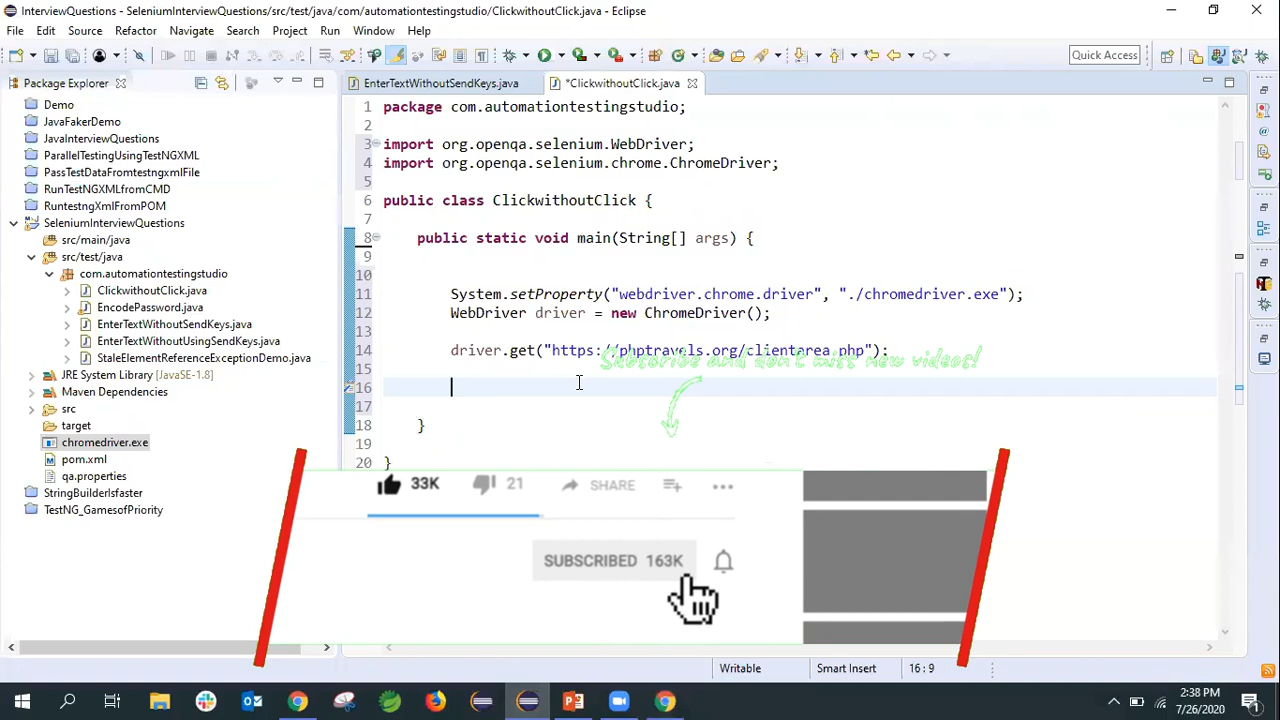 InterviewQuestions - SeleniumInterviewQuestions/src/test/java/com/automationtestingstudio/ClickwithoutClick.java - Eclipse
File Edit Source Refactor Navigate Search Project Run Window Help
Quick Access
Package Explorer
EnterTextWithoutSendKeys.java
*ClickwithoutClick.java
Demo
JavaFakerDemo
JavaInterviewQuestions
ParallelTestingUsingTestNGXML
PassTestDataFromtestngxmlFile
RunTestNGXMLfromCMD
RuntestngXmlFromPOM
SeleniumInterviewQuestions
src/main/java
src/test/java
com.automationtestingstudio
ClickwithoutClick.java
EncodePassword.java
EnterTextWithoutSendKeys.java
EnterTextWithoutUsingSendKeys.java
StaleElementReferenceExceptionDemo.java
JRE System Library [JavaSE-1.8]
Maven Dependencies
src
target
chromedriver.exe
pom.xml
qa.properties
StringBuilderIsfaster
TestNG_GamesofPriority
1 package com.automationtestingstudio;
2
3 import org.openqa.selenium.WebDriver;
4 import org.openqa.selenium.chrome.ChromeDriver;
5
6 public class ClickwithoutClick {
7
8 public static void main(String[] args) {
9
10
11 System.setProperty("webdriver.chrome.driver", "./chromedriver.exe");
12 WebDriver driver = new ChromeDriver();
13
14 driver.get("https://phptravels.org/clientarea.php");
Subscribe and don't miss new videos!
15
16
17
18 }
19
20 }
33K 21 SHARE
SUBSCRIBED 163K
Writable Smart Insert 16 : 9
2:38 PM
7/26/2020
1